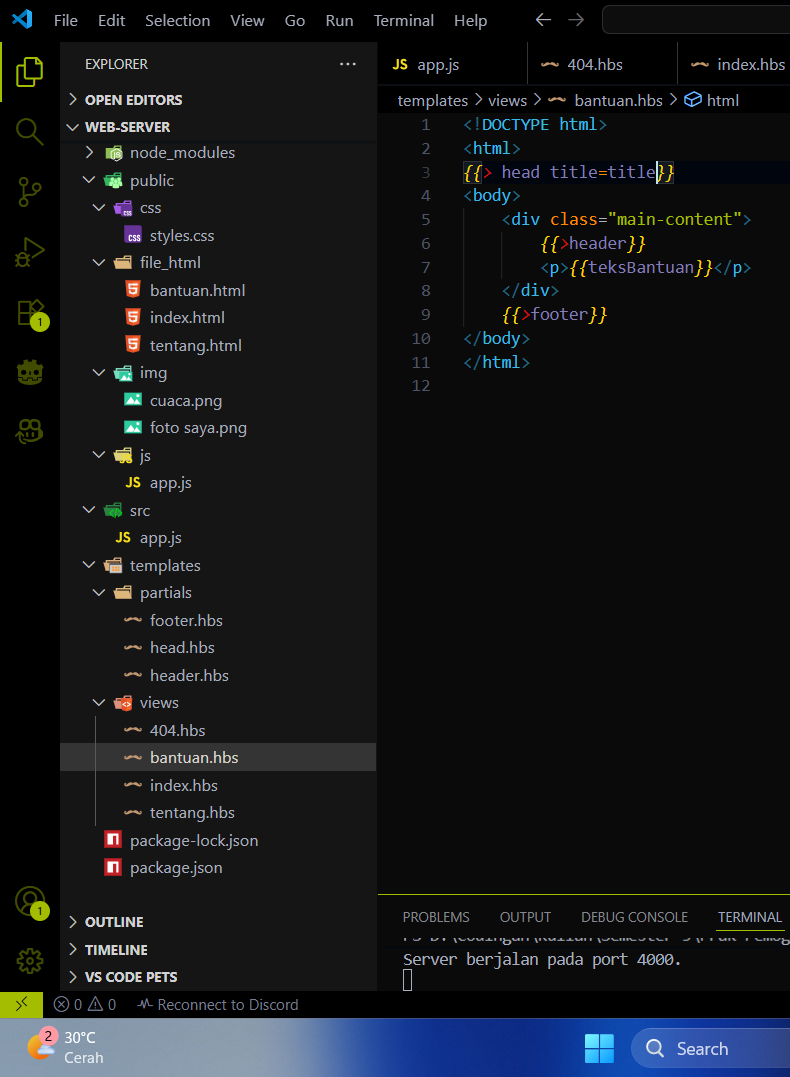 File Edit Selection View Go Run Terminal Help
EXPLORER
JS app.js 404.hbs index.hbs
OPEN EDITORS
templates > views > bantuan.hbs > html
WEB-SERVER
node_modules
public
css
styles.css
file_html
bantuan.html
index.html
tentang.html
img
cuaca.png
foto saya.png
js
JS app.js
src
JS app.js
templates
partials
footer.hbs
head.hbs
header.hbs
views
404.hbs
bantuan.hbs
index.hbs
tentang.hbs
package-lock.json
package.json
OUTLINE
TIMELINE
VS CODE PETS
1 <!DOCTYPE html>
2 <html>
3 {{> head title=title}}
4 <body>
5 <div class="main-content">
6 {{>header}}
7 <p>{{teksBantuan}}</p>
8 </div>
9 {{>footer}}
10 </body>
11 </html>
12
PROBLEMS OUTPUT DEBUG CONSOLE TERMINAL
Server berjalan pada port 4000.
1
1
0 0 Reconnect to Discord
2
30°C
Cerah
Search